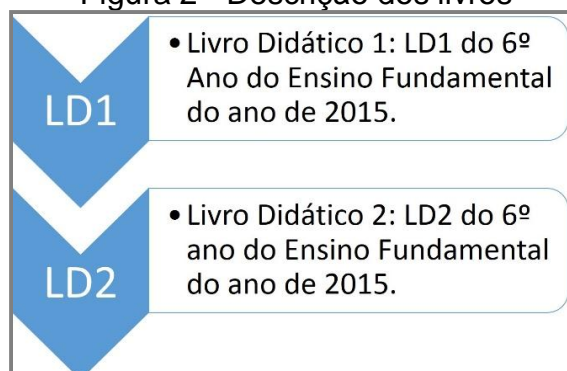 Figura 2 - Descrição dos livros
LD1
• Livro Didático 1: LD1 do 6º
Ano do Ensino Fundamental
do ano de 2015.
LD2
• Livro Didático 2: LD2 do 6º
ano do Ensino Fundamental
do ano de 2015.